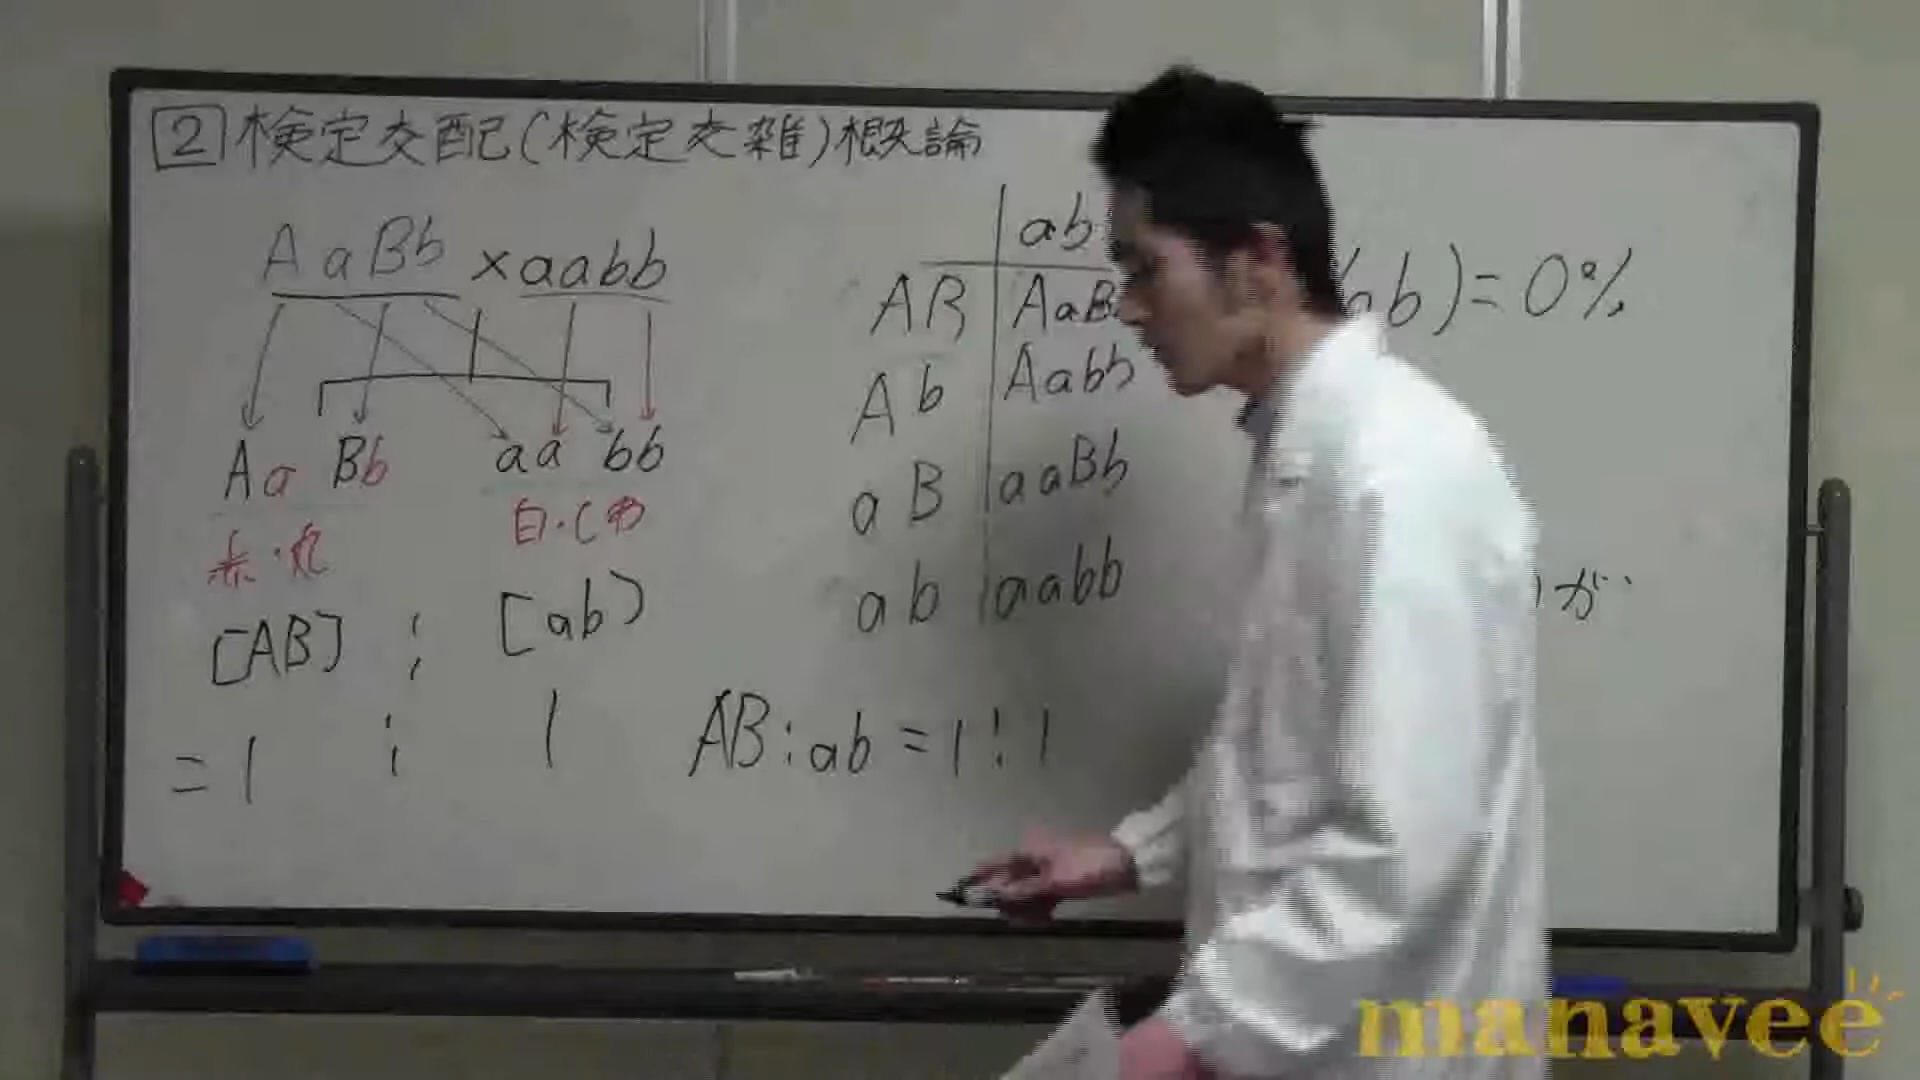 2 検定交配(検定交雑)概論
AaBb × aabb
Aa Bb aa bb
赤・丸 白・しわ
[AB] : [ab]
= 1 : 1
ab
AB AaB
Ab Aabb
aB aaBb
ab aabb
AB : ab = 1 : 1
b) = 0%
が
manavee